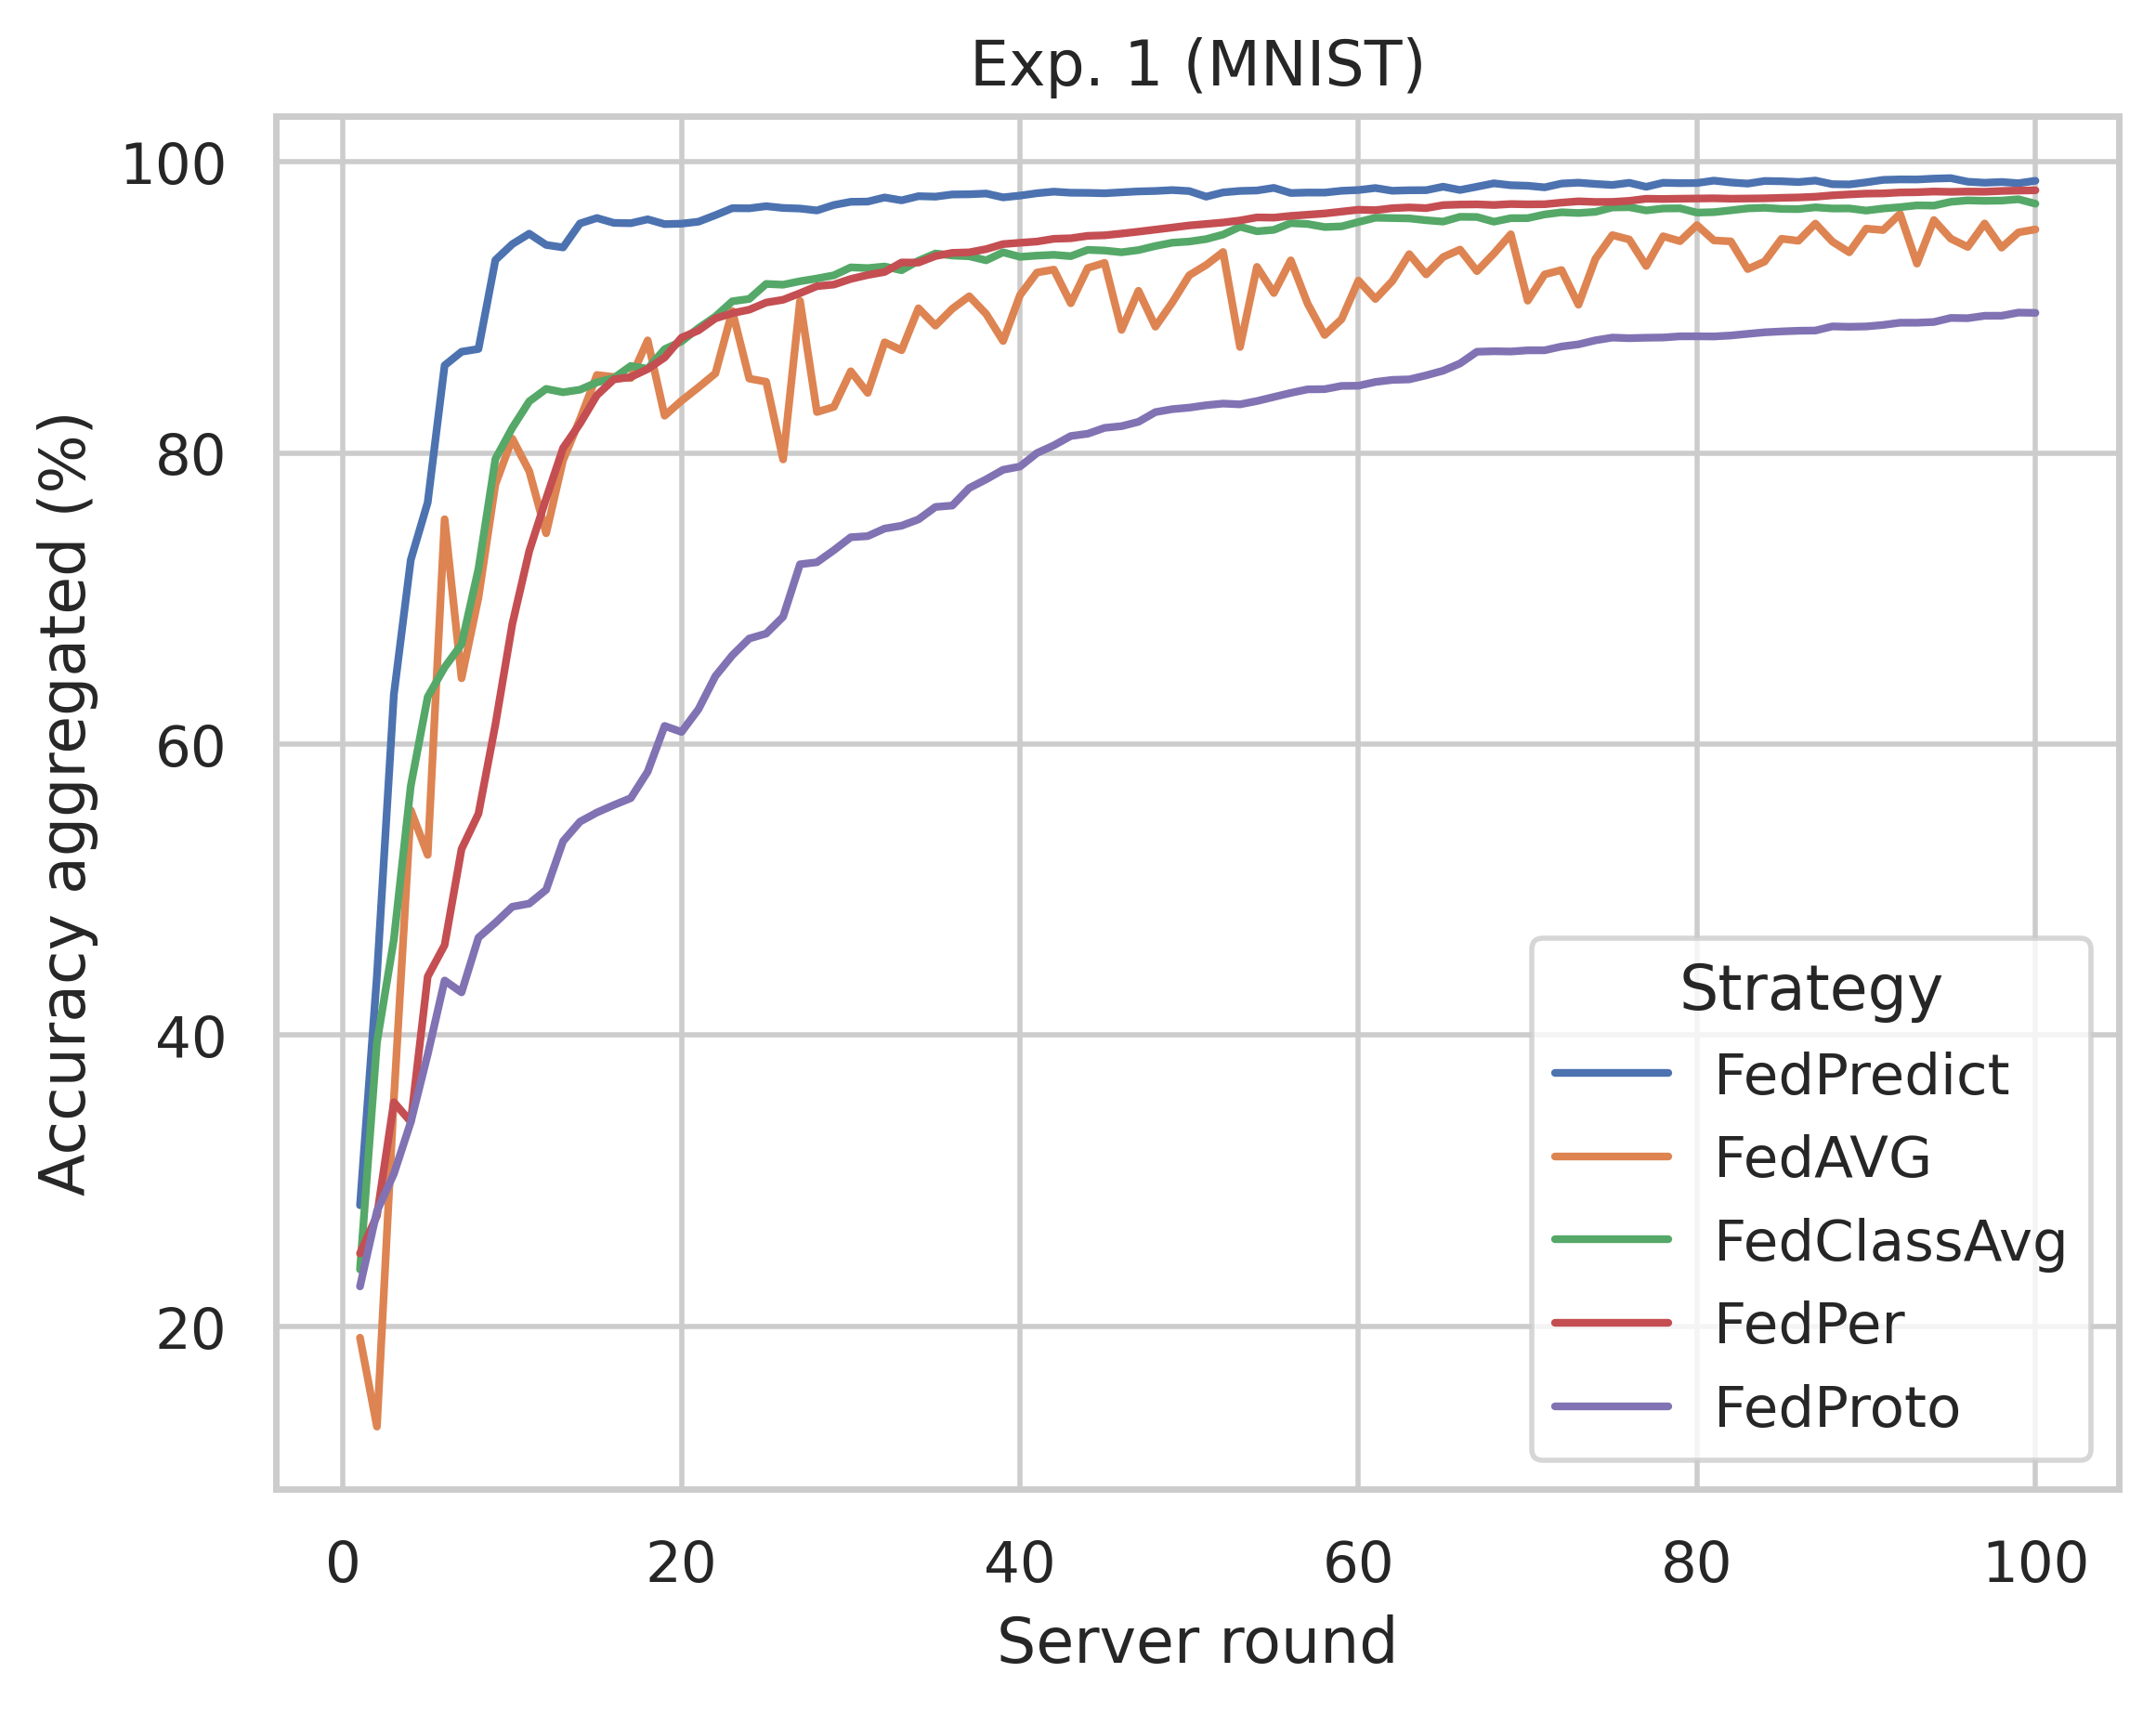 Exp. 1 (MNIST)
Accuracy aggregated (%)
100
80
60
40
20
0 20 40 60 80 100
Server round
Strategy
FedPredict
FedAVG
FedClassAvg
FedPer
FedProto